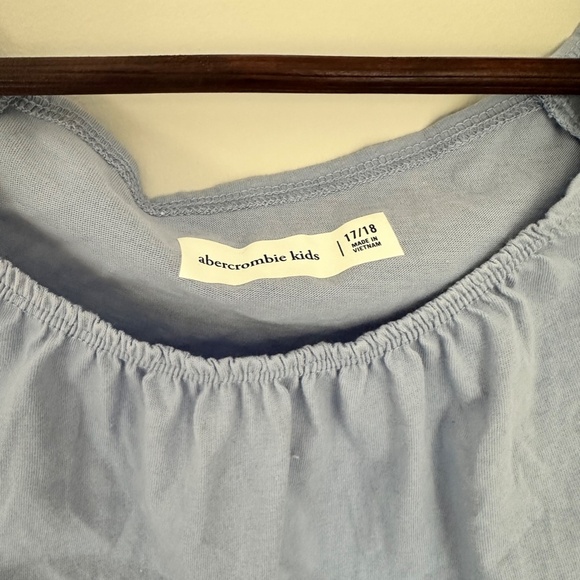 abercrombie kids
17/18
MADE IN
VIETNAM